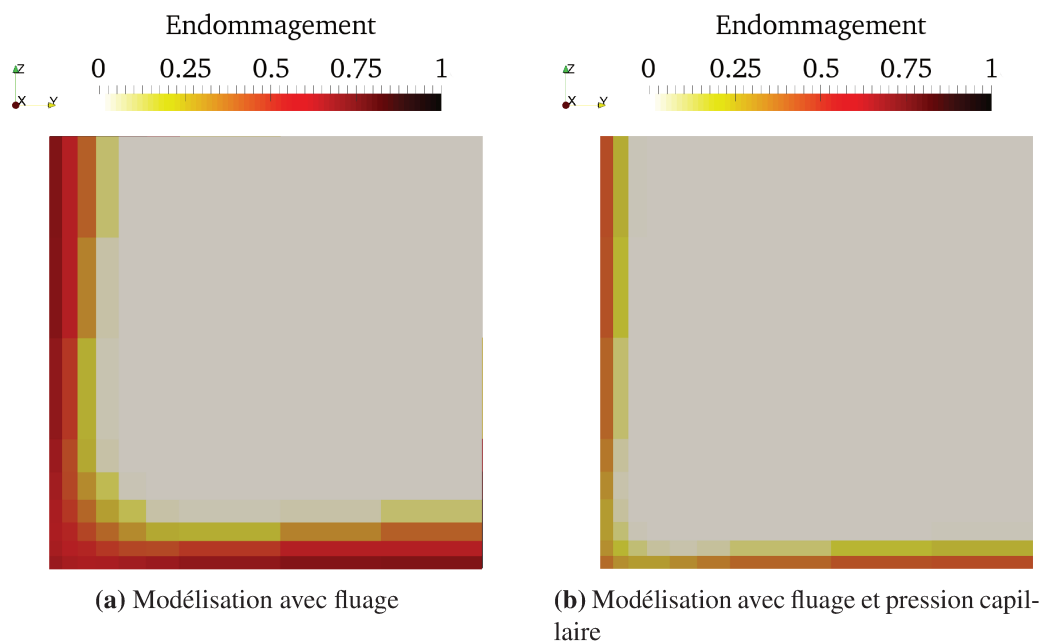 Endommagement
0 0.25 0.5 0.75 1
Z
X Y
(a) Modélisation avec fluage
Endommagement
0 0.25 0.5 0.75 1
Z
X Y
(b) Modélisation avec fluage et pression capil-
laire